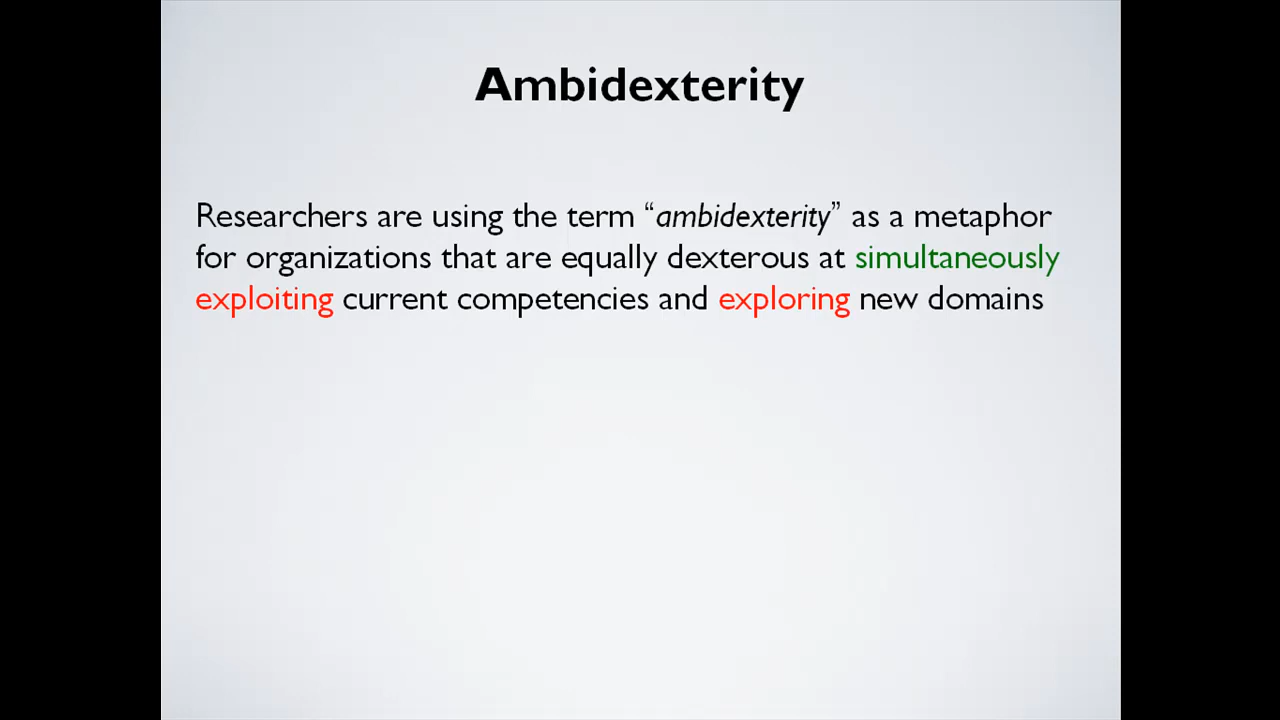 Ambidexterity
Researchers are using the term “ambidexterity” as a metaphor
for organizations that are equally dexterous at simultaneously
exploiting current competencies and exploring new domains